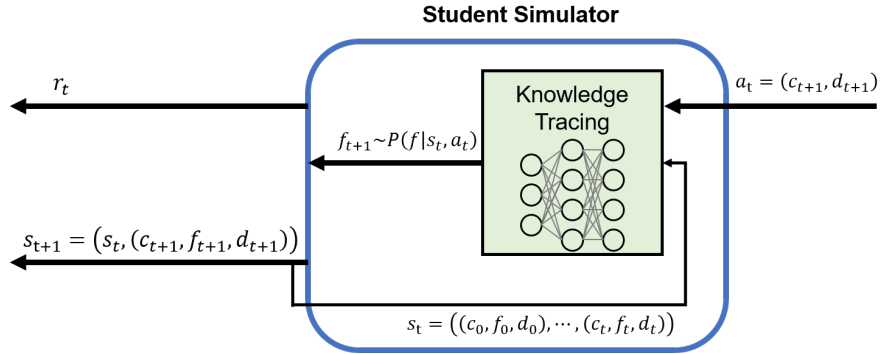 Student Simulator
r_t
a_t = (c_{t+1}, d_{t+1})
Knowledge
Tracing
f_{t+1}~P(f|s_t, a_t)
s_{t+1} = (s_t, (c_{t+1}, f_{t+1}, d_{t+1}))
s_t = ((c_0, f_0, d_0), ⋯, (c_t, f_t, d_t))